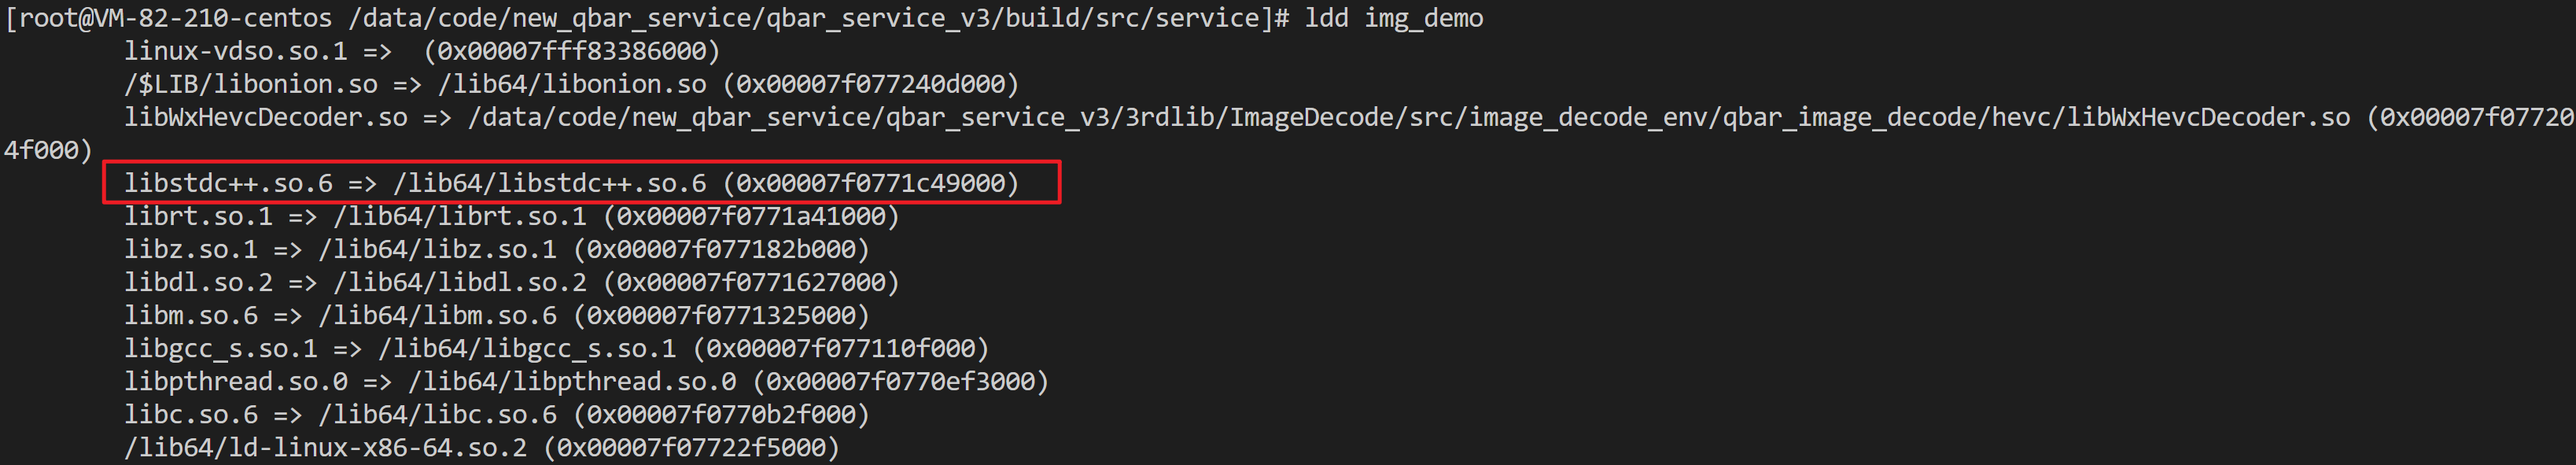 [root@VM-82-210-centos /data/code/new_qbar_service/qbar_service_v3/build/src/service]# ldd img_demo
linux-vdso.so.1 =>  (0x00007fff83386000)
/$LIB/libonion.so => /lib64/libonion.so (0x00007f077240d000)
libWxHevcDecoder.so => /data/code/new_qbar_service/qbar_service_v3/3rdlib/ImageDecode/src/image_decode_env/qbar_image_decode/hevc/libWxHevcDecoder.so (0x00007f07720
4f000)
libstdc++.so.6 => /lib64/libstdc++.so.6 (0x00007f0771c49000)
librt.so.1 => /lib64/librt.so.1 (0x00007f0771a41000)
libz.so.1 => /lib64/libz.so.1 (0x00007f077182b000)
libdl.so.2 => /lib64/libdl.so.2 (0x00007f0771627000)
libm.so.6 => /lib64/libm.so.6 (0x00007f0771325000)
libgcc_s.so.1 => /lib64/libgcc_s.so.1 (0x00007f077110f000)
libpthread.so.0 => /lib64/libpthread.so.0 (0x00007f0770ef3000)
libc.so.6 => /lib64/libc.so.6 (0x00007f0770b2f000)
/lib64/ld-linux-x86-64.so.2 (0x00007f07722f5000)